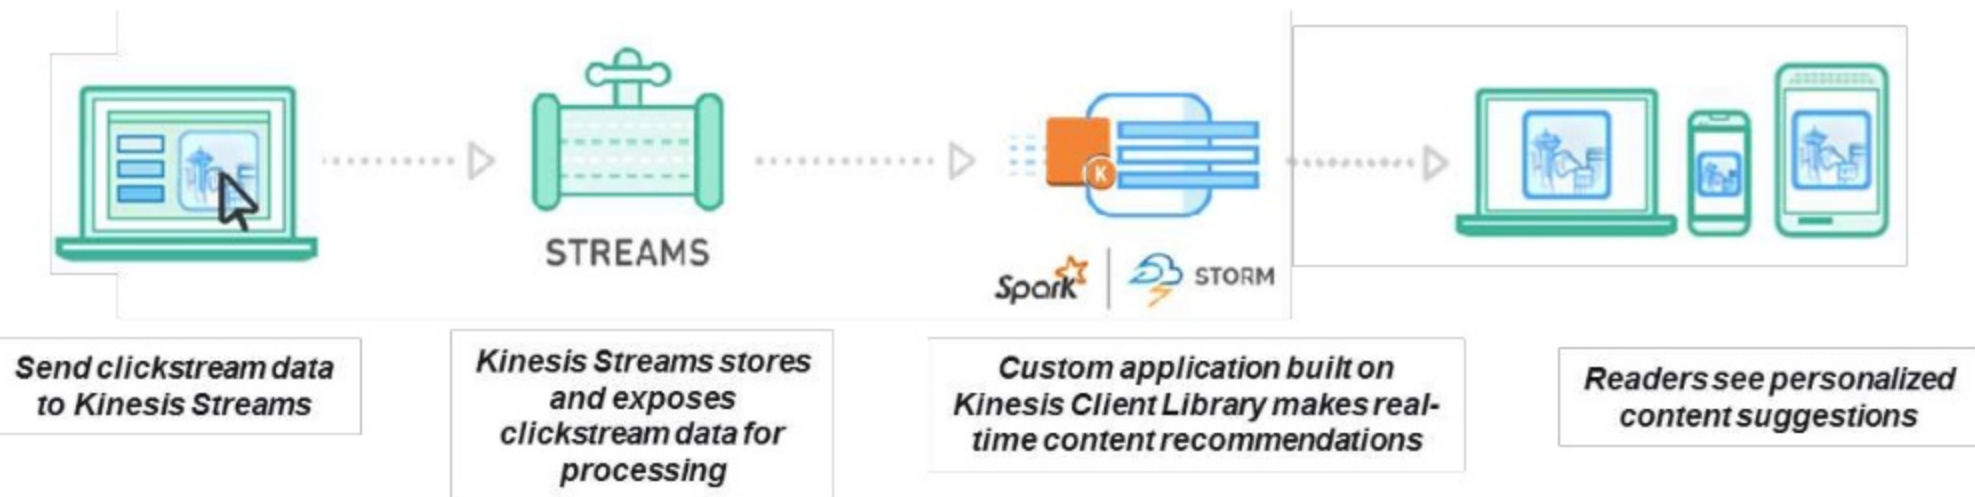 STREAMS
K
Spark
STORM
Send clickstream data
to Kinesis Streams
Kinesis Streams stores
and exposes
clickstream data for
processing
Custom application built on
Kinesis Client Library makes real-
time content recommendations
Readers see personalized
content suggestions